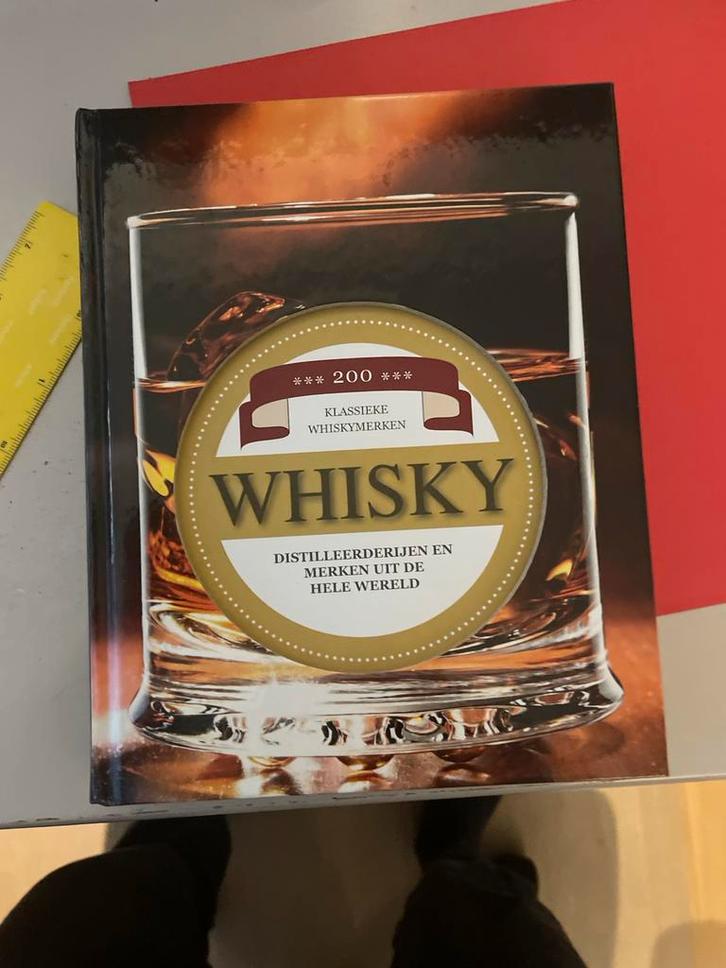 *** 200 ***
KLASSIEKE
WHISKYMERKEN
WHISKY
DISTILLEERDERIJEN EN
MERKEN UIT DE
HELE WERELD